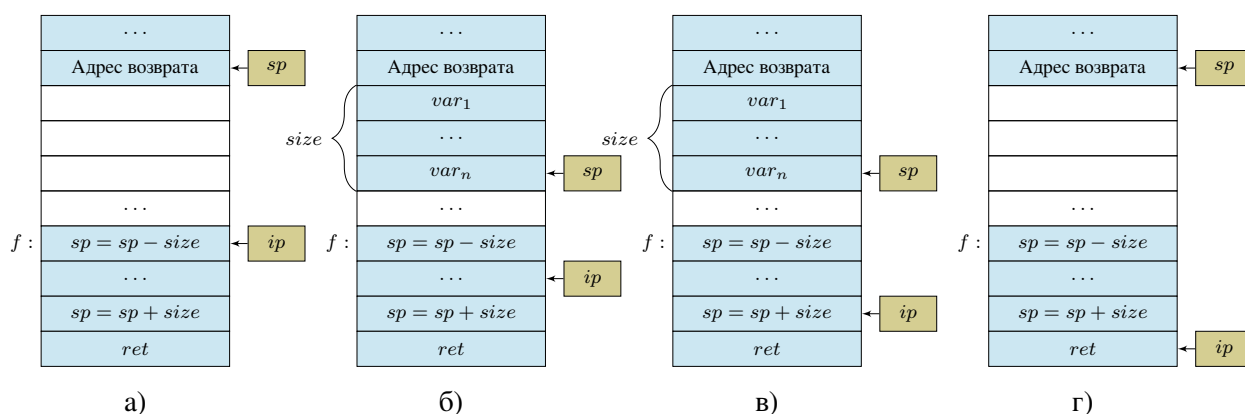 ...
Адрес возврата
sp
...
f :
sp = sp − size
ip
...
sp = sp + size
ret
а)
...
Адрес возврата
size
var₁
...
varₙ
sp
...
f :
sp = sp − size
...
ip
sp = sp + size
ret
б)
...
Адрес возврата
size
var₁
...
varₙ
sp
...
f :
sp = sp − size
...
sp = sp + size
ip
ret
в)
...
Адрес возврата
sp
...
f :
sp = sp − size
...
sp = sp + size
ret
ip
г)